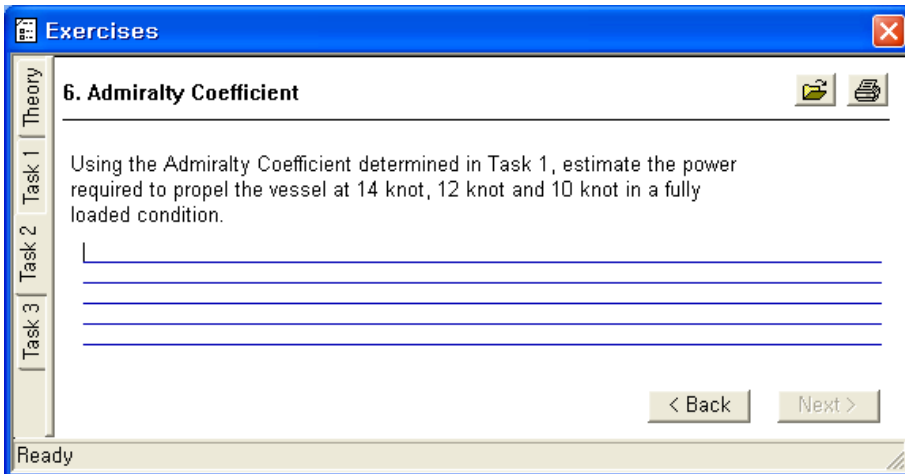 Exercises
Theory
Task 1
Task 2
Task 3
6. Admiralty Coefficient
Using the Admiralty Coefficient determined in Task 1, estimate the power
required to propel the vessel at 14 knot, 12 knot and 10 knot in a fully
loaded condition.
< Back
Next >
Ready